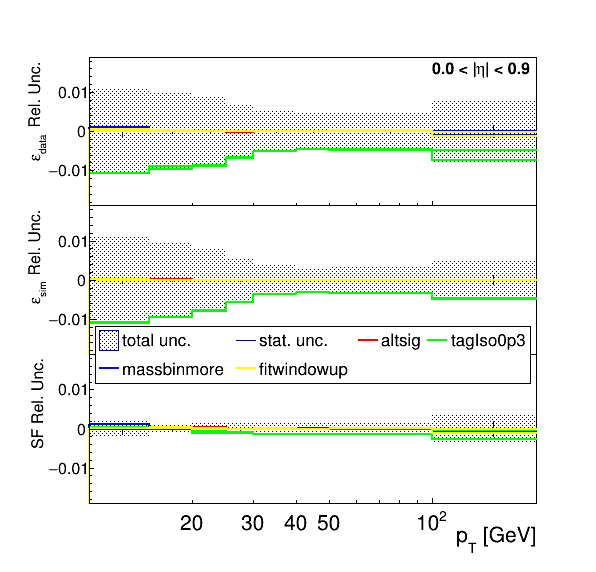 0.0 < |η| < 0.9
ε_data Rel. Unc.
0.01
0
−0.01
ε_sim Rel. Unc.
0.01
0
−0.01
total unc. stat. unc. altsig tagIso0p3
massbinmore fitwindowup
SF Rel. Unc.
0.01
0
−0.01
20 30 40 50 10²
p_T [GeV]